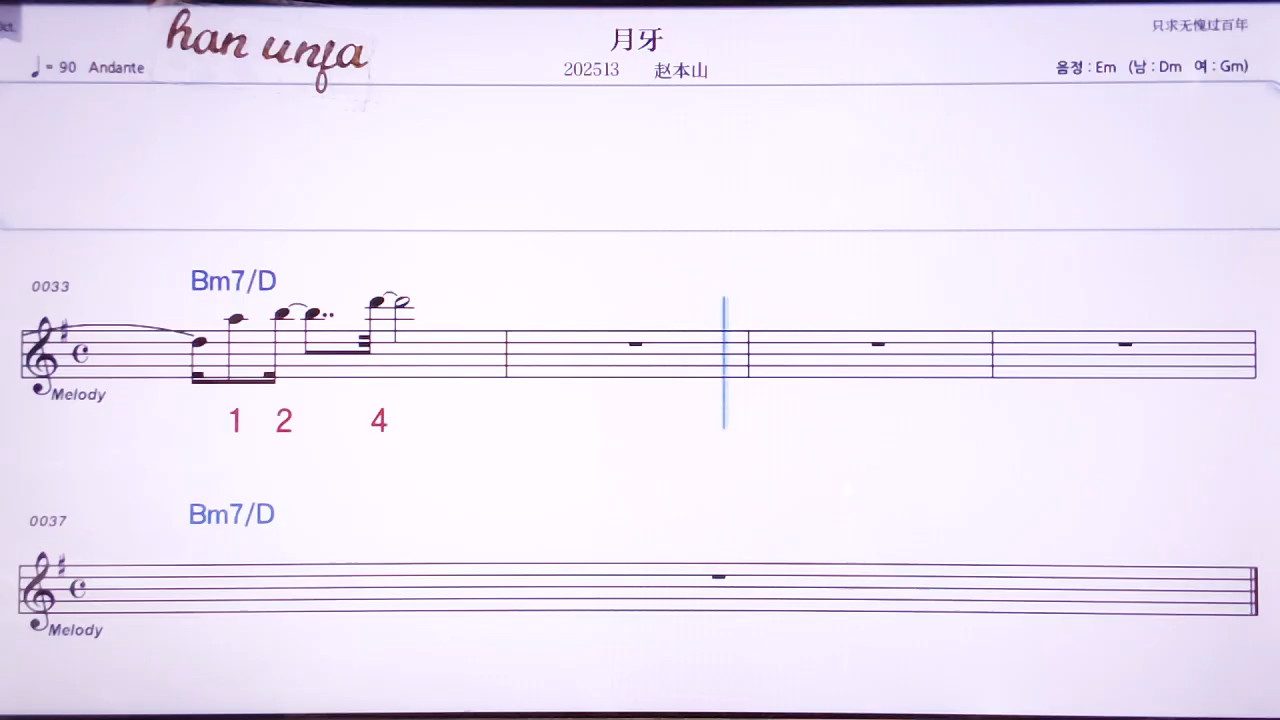 han unfa
月牙
只求无愧过百年
= 90 Andante
202513 赵本山
음정 : Em (남 : Dm 여 : Gm)
0033
Bm7/D
Melody
1 2 4
0037
Bm7/D
Melody